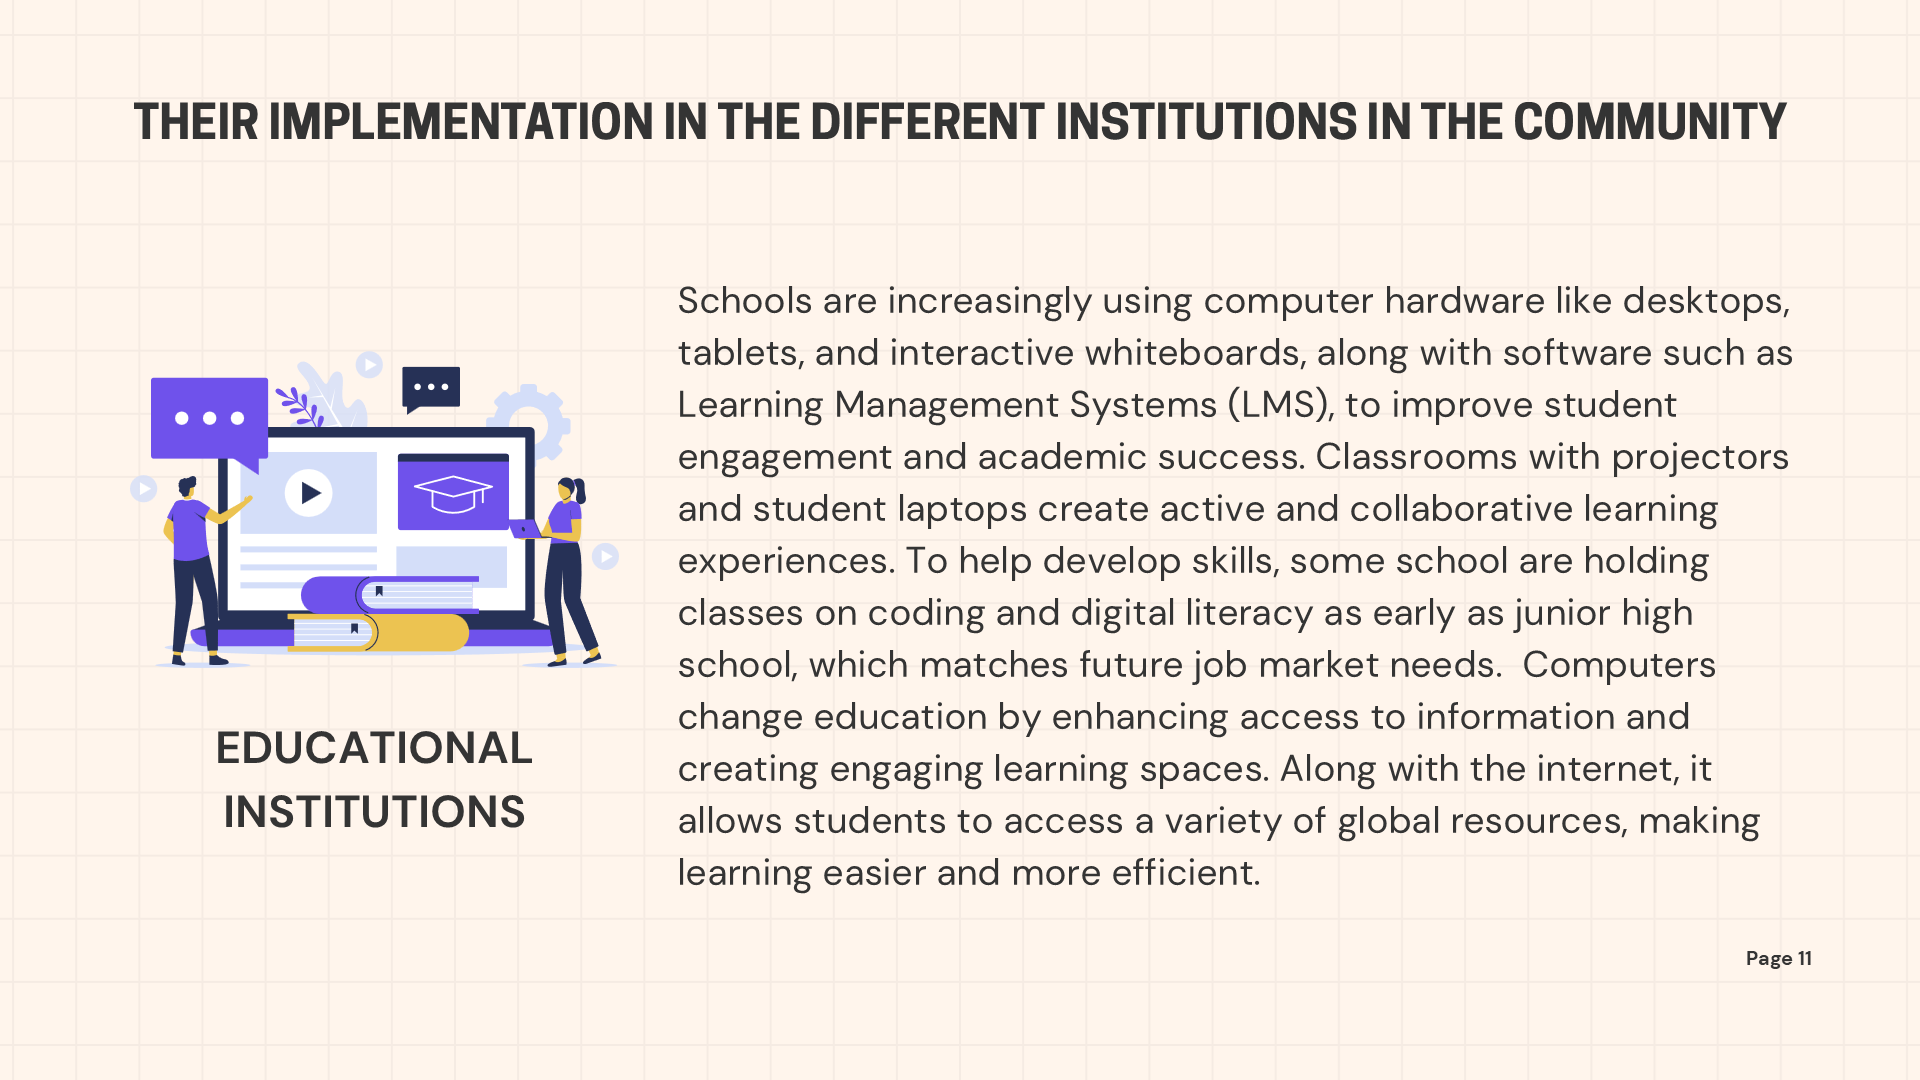 THEIR IMPLEMENTATION IN THE DIFFERENT INSTITUTIONS IN THE COMMUNITY
Schools are increasingly using computer hardware like desktops,
tablets, and interactive whiteboards, along with software such as
Learning Management Systems (LMS), to improve student
engagement and academic success. Classrooms with projectors
and student laptops create active and collaborative learning
experiences. To help develop skills, some school are holding
classes on coding and digital literacy as early as junior high
school, which matches future job market needs.  Computers
change education by enhancing access to information and
creating engaging learning spaces. Along with the internet, it
allows students to access a variety of global resources, making
learning easier and more efficient.
EDUCATIONAL
INSTITUTIONS
Page 11